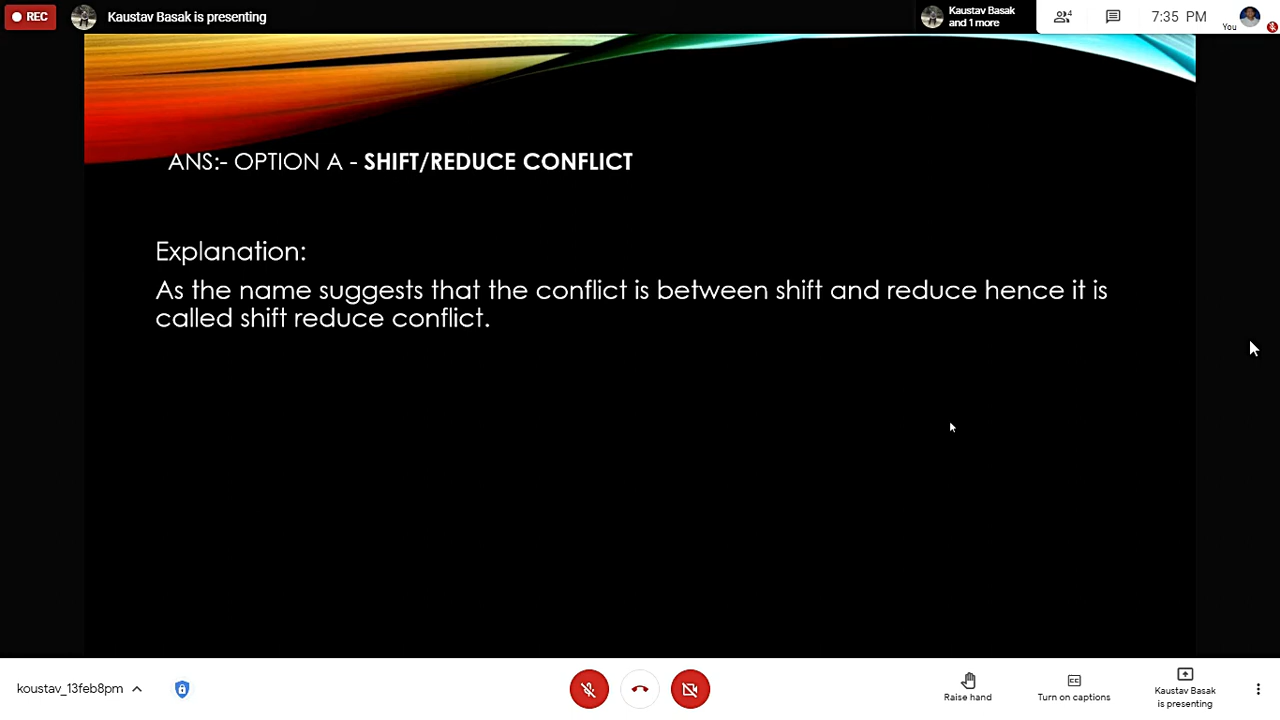 REC
Kaustav Basak is presenting
Kaustav Basak
and 1 more
4
7:35 PM
You
ANS:- OPTION A - SHIFT/REDUCE CONFLICT
Explanation:
As the name suggests that the conflict is between shift and reduce hence it is
called shift reduce conflict.
koustav_13feb8pm
Raise hand
CC
Turn on captions
Kaustav Basak
is presenting